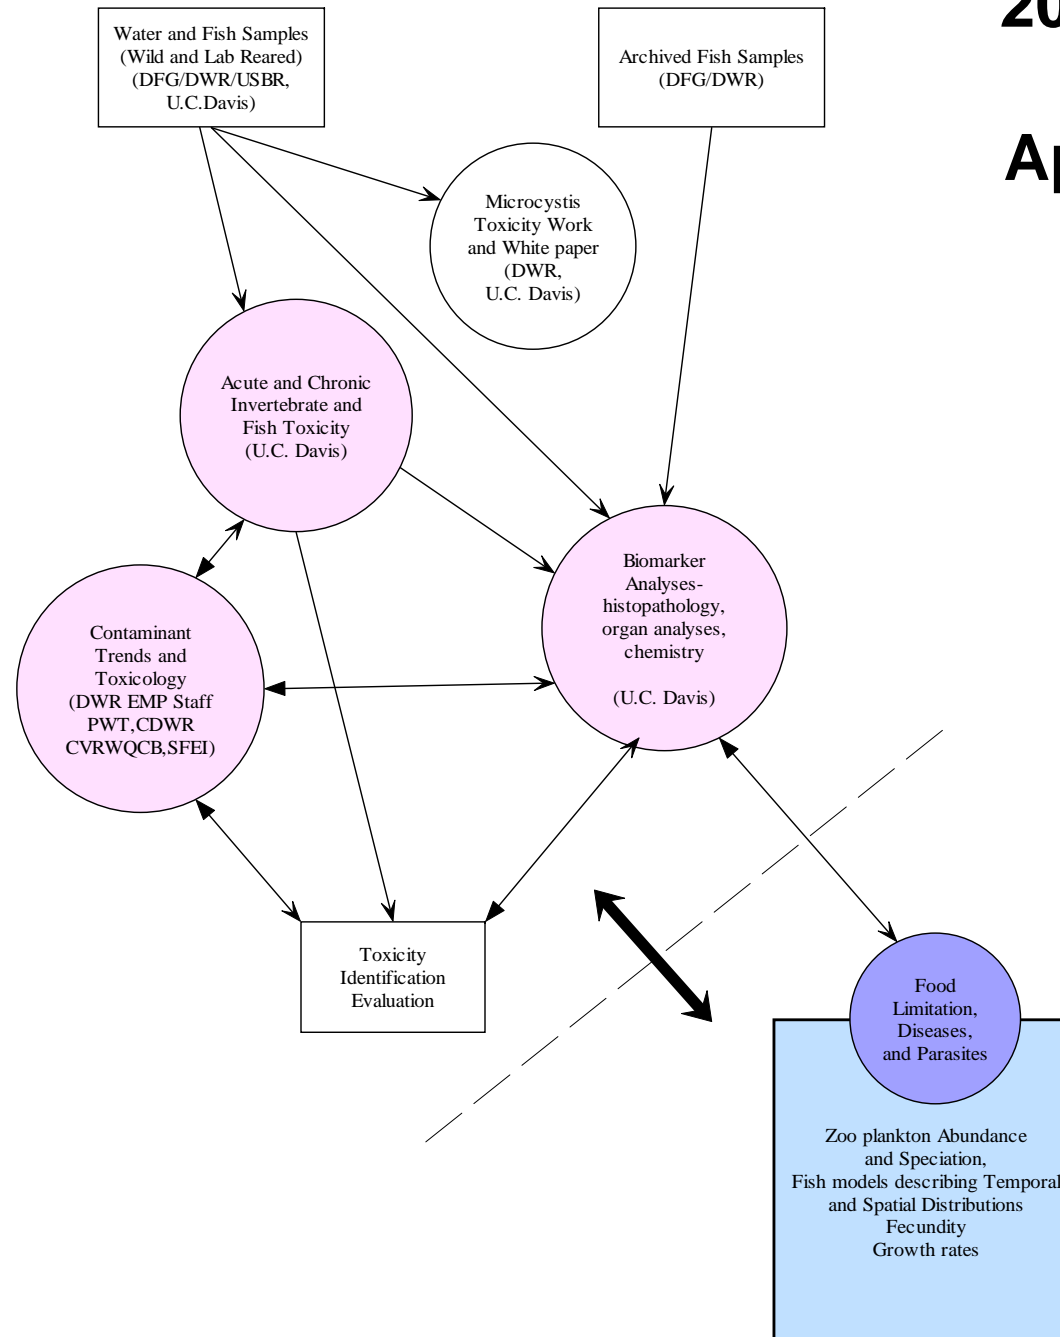 20
Ap
Water and Fish Samples
(Wild and Lab Reared)
(DFG/DWR/USBR,
U.C.Davis)
Archived Fish Samples
(DFG/DWR)
Microcystis
Toxicity Work
and White paper
(DWR,
U.C. Davis)
Acute and Chronic
Invertebrate and
Fish Toxicity
(U.C. Davis)
Biomarker
Analyses-
histopathology,
organ analyses,
chemistry
(U.C. Davis)
Contaminant
Trends and
Toxicology
(DWR EMP Staff
PWT,CDWR
CVRWQCB,SFEI)
Toxicity
Identification
Evaluation
Food
Limitation,
Diseases,
and Parasites
Zoo plankton Abundance
and Speciation,
Fish models describing Temporal
and Spatial Distributions
Fecundity
Growth rates